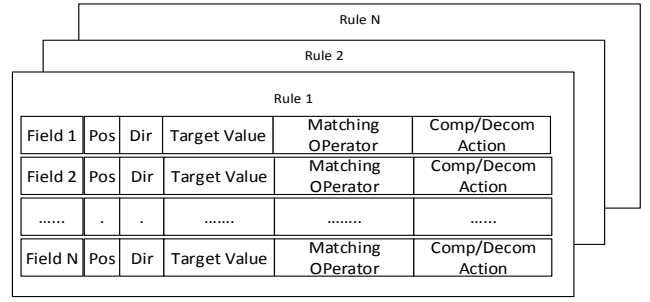 Rule N
Rule 2
Rule 1
Field 1 Pos Dir Target Value Matching OPerator Comp/Decom Action
Field 2 Pos Dir Target Value Matching OPerator Comp/Decom Action
...... . . ....... ........ ......
Field N Pos Dir Target Value Matching OPerator Comp/Decom Action